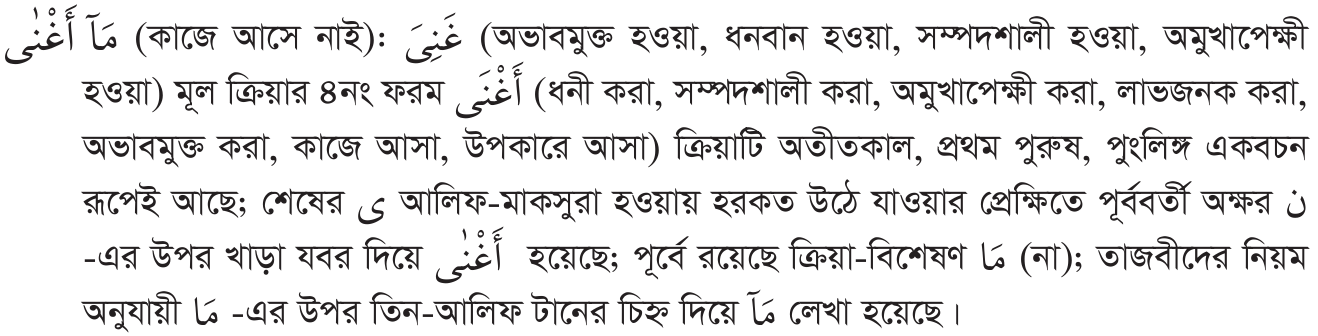 مَآ أَغْنٰى (কাজে আসে নাই): غَنِىَ (অভাবমুক্ত হওয়া, ধনবান হওয়া, সম্পদশালী হওয়া, অমুখাপেক্ষী
হওয়া) মূল ক্রিয়ার ৪নং ফরম أَغْنَى (ধনী করা, সম্পদশালী করা, অমুখাপেক্ষী করা, লাভজনক করা,
অভাবমুক্ত করা, কাজে আসা, উপকারে আসা) ক্রিয়াটি অতীতকাল, প্রথম পুরুষ, পুংলিঙ্গ একবচন
রূপেই আছে; শেষের ى আলিফ-মাকসুরা হওয়ায় হরকত উঠে যাওয়ার প্রেক্ষিতে পূর্ববর্তী অক্ষর ن
-এর উপর খাড়া যবর দিয়ে أَغْنٰى হয়েছে; পূর্বে রয়েছে ক্রিয়া-বিশেষণ مَا (না); তাজবীদের নিয়ম
অনুযায়ী مَا -এর উপর তিন-আলিফ টানের চিহ্ন দিয়ে مَآ লেখা হয়েছে।